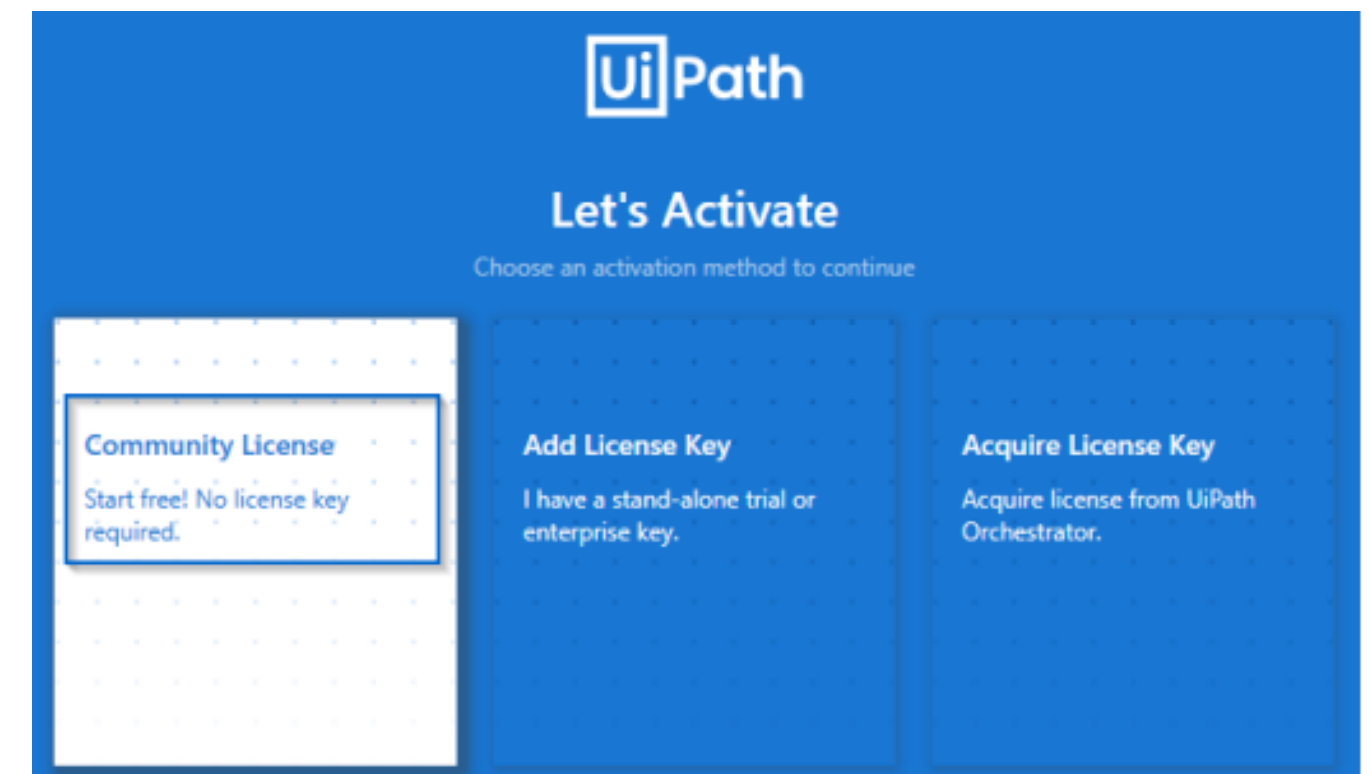 UiPath
Let's Activate
Choose an activation method to continue
Community License
Start free! No license key
required.
Add License Key
I have a stand-alone trial or
enterprise key.
Acquire License Key
Acquire license from UiPath
Orchestrator.